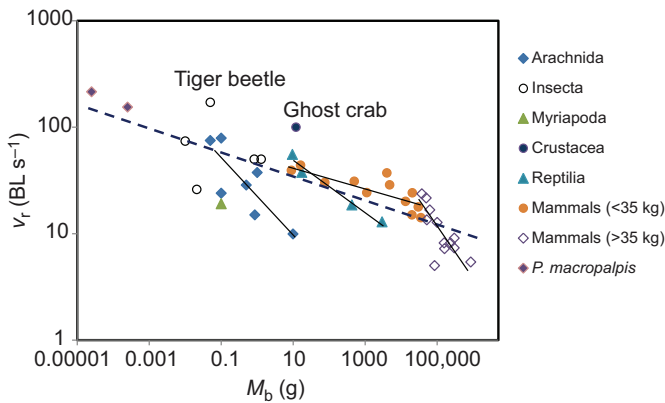 1000
100
10
1
v_r (BL s⁻¹)
Tiger beetle
Ghost crab
0.00001
0.001
0.1
10
1000
100,000
M_b (g)
Arachnida
Insecta
Myriapoda
Crustacea
Reptilia
Mammals (<35 kg)
Mammals (>35 kg)
P. macropalpis